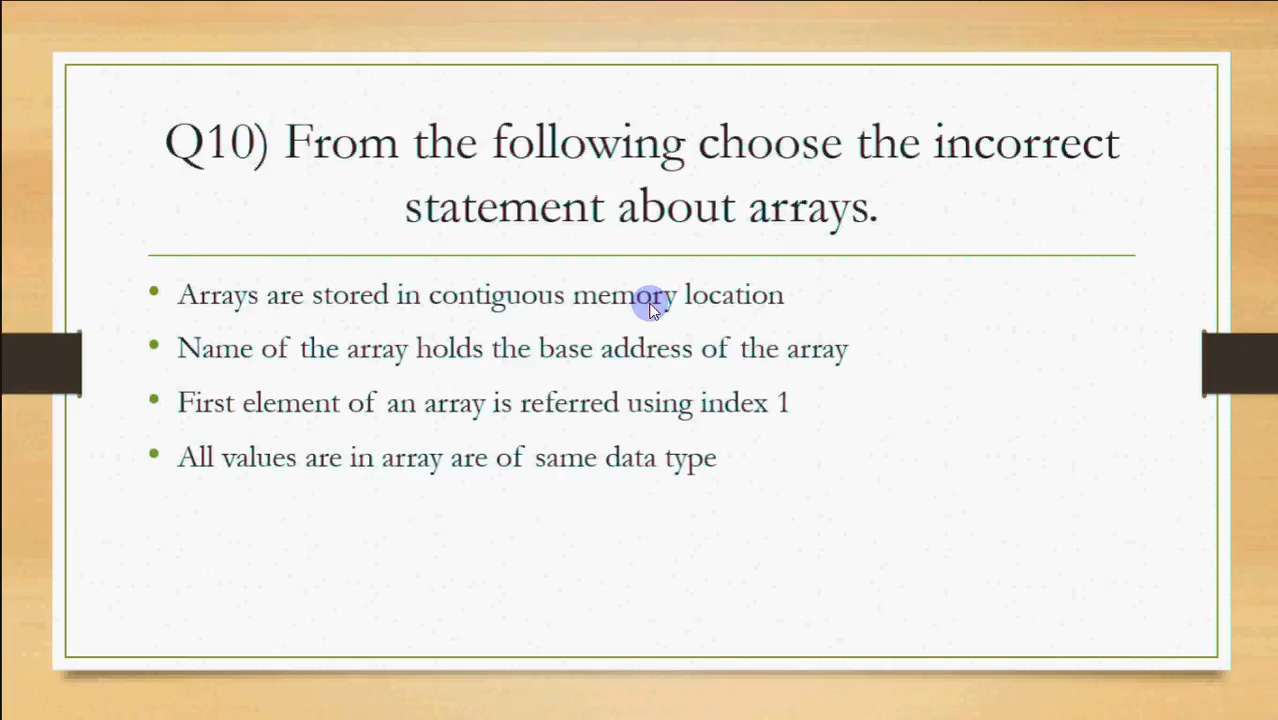 Q10) From the following choose the incorrect
statement about arrays.
• Arrays are stored in contiguous memory location
• Name of the array holds the base address of the array
• First element of an array is referred using index 1
• All values are in array are of same data type